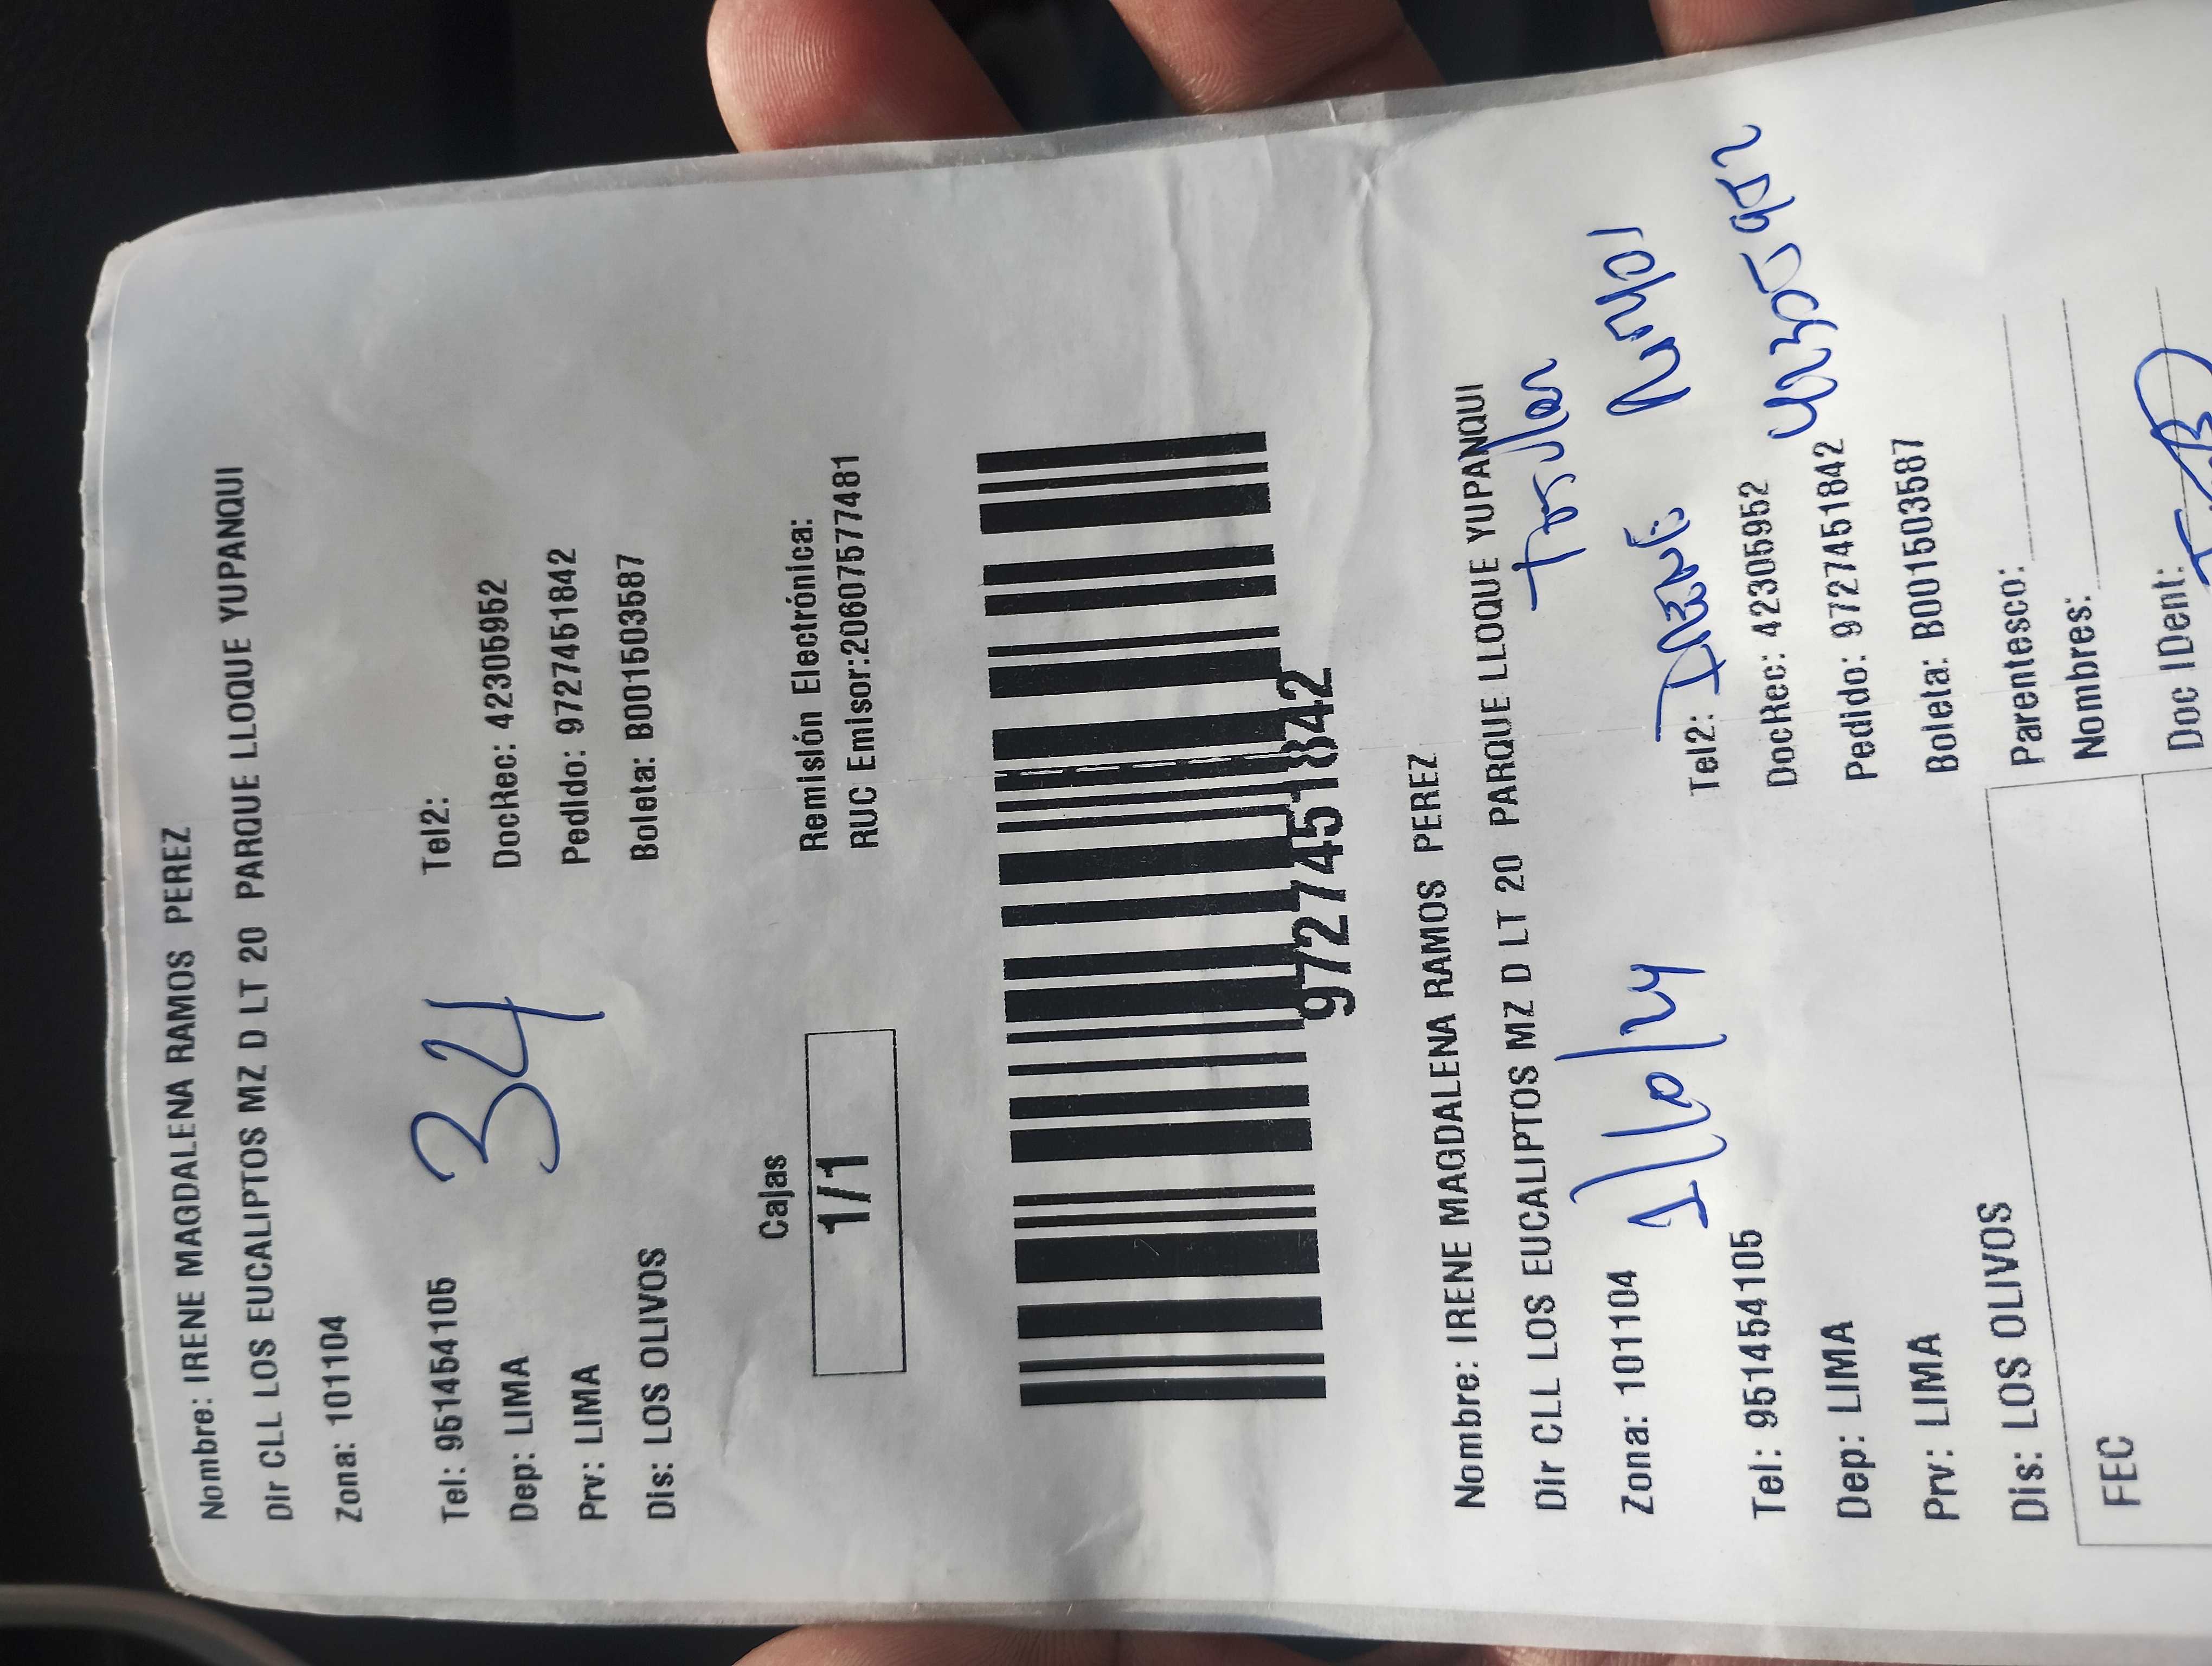 Nombre: IRENE MAGDALENA RAMOS PEREZ
Dir CLL LOS EUCALIPTOS MZ D LT 20 PARQUE LLOQUE YUPANQUI
Zona: 101104
34
Tel: 951454105 Tel2:
Dep: LIMA DocRec: 42305952
Prv: LIMA Pedido: 9727451842
Dis: LOS OLIVOS Boleta: B001503587
Cajas Remisión Electrónica:
1/1 RUC Emisor:20607577481
9727451842
Nombre: IRENE MAGDALENA RAMOS PEREZ
Dir CLL LOS EUCALIPTOS MZ D LT 20 PARQUE LLOQUE YUPANQUI
Zona: 101104
Tel: 951454105 Tel2:
Dep: LIMA DocRec: 42305952 42305952
Prv: LIMA Pedido: 9727451842
Dis: LOS OLIVOS Boleta: B001503587
Parentesco:
FEC Nombres:
Doc IDent: